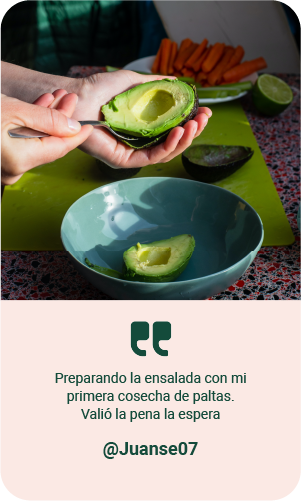 Preparando la ensalada con mi
primera cosecha de paltas.
Valió la pena la espera
@Juanse07